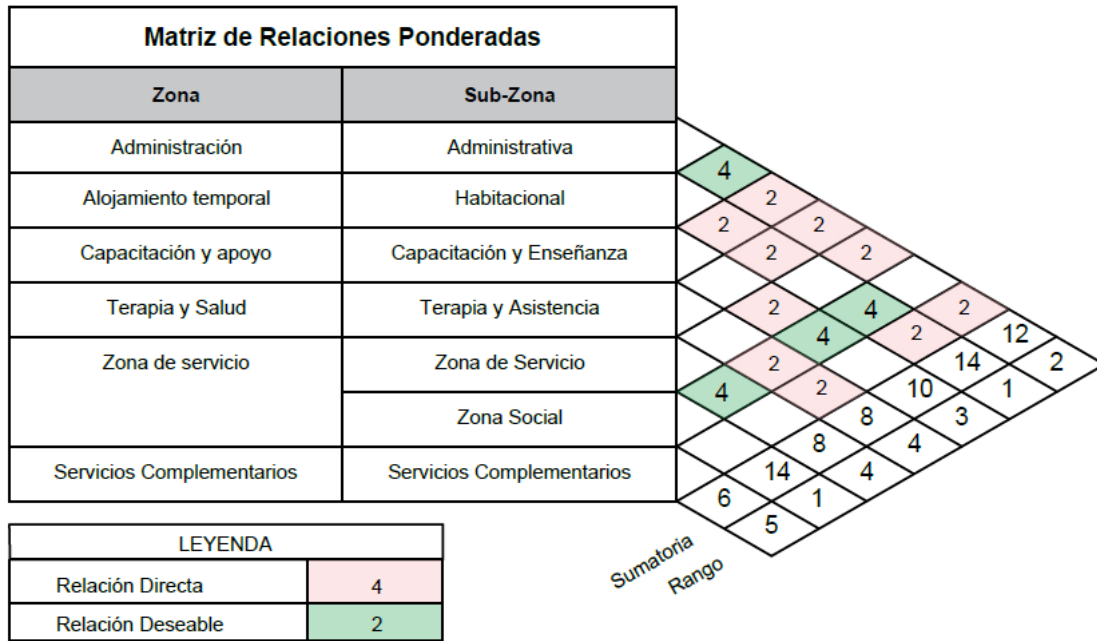 Matriz de Relaciones Ponderadas
Zona Sub-Zona
Administración Administrativa
4
Alojamiento temporal Habitacional
2
2 2
Capacitación y apoyo Capacitación y Enseñanza
2 2
Terapia y Salud Terapia y Asistencia
2 4 2
4 2 12
Zona de servicio Zona de Servicio
2 14 2
4 2 10 1
Zona Social
8 3
8 4
Servicios Complementarios Servicios Complementarios
14 4
6 1
5
Sumatoria
Rango
LEYENDA
Relación Directa 4
Relación Deseable 2